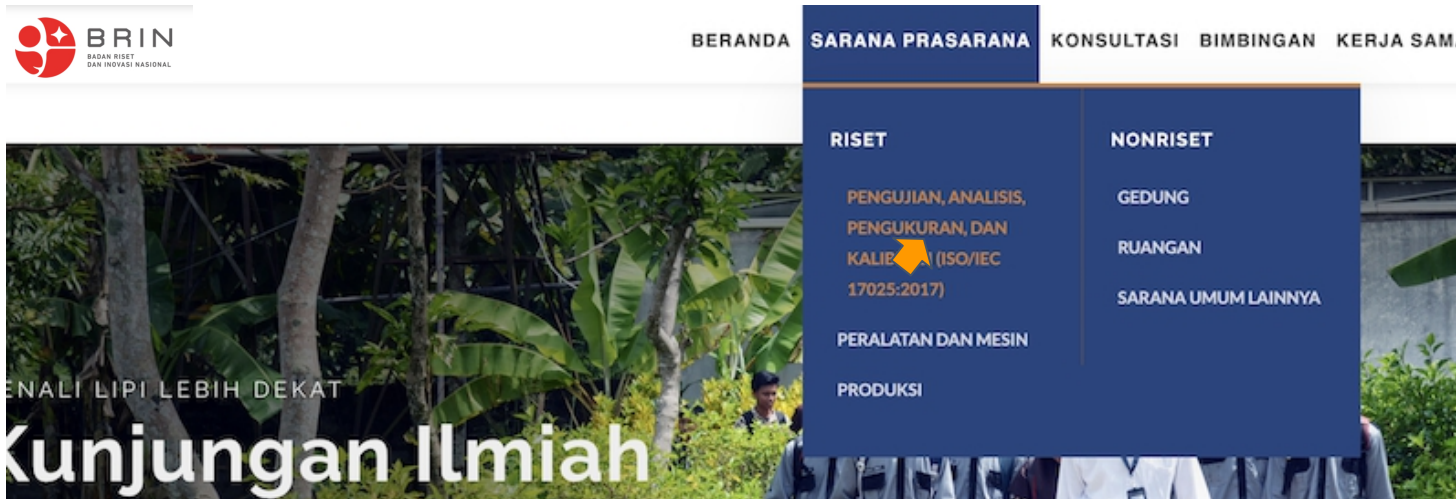 BRIN
BADAN RISET
DAN INOVASI NASIONAL
BERANDA SARANA PRASARANA KONSULTASI BIMBINGAN KERJA SAM
RISET
PENGUJIAN, ANALISIS,
PENGUKURAN, DAN
(ISO/IEC
17025:2017)
PERALATAN DAN MESIN
PRODUKSI
NONRISET
GEDUNG
RUANGAN
SARANA UMUM LAINNYA
ENALI LIPI LEBIH DEKAT
Kunjungan Ilmiah